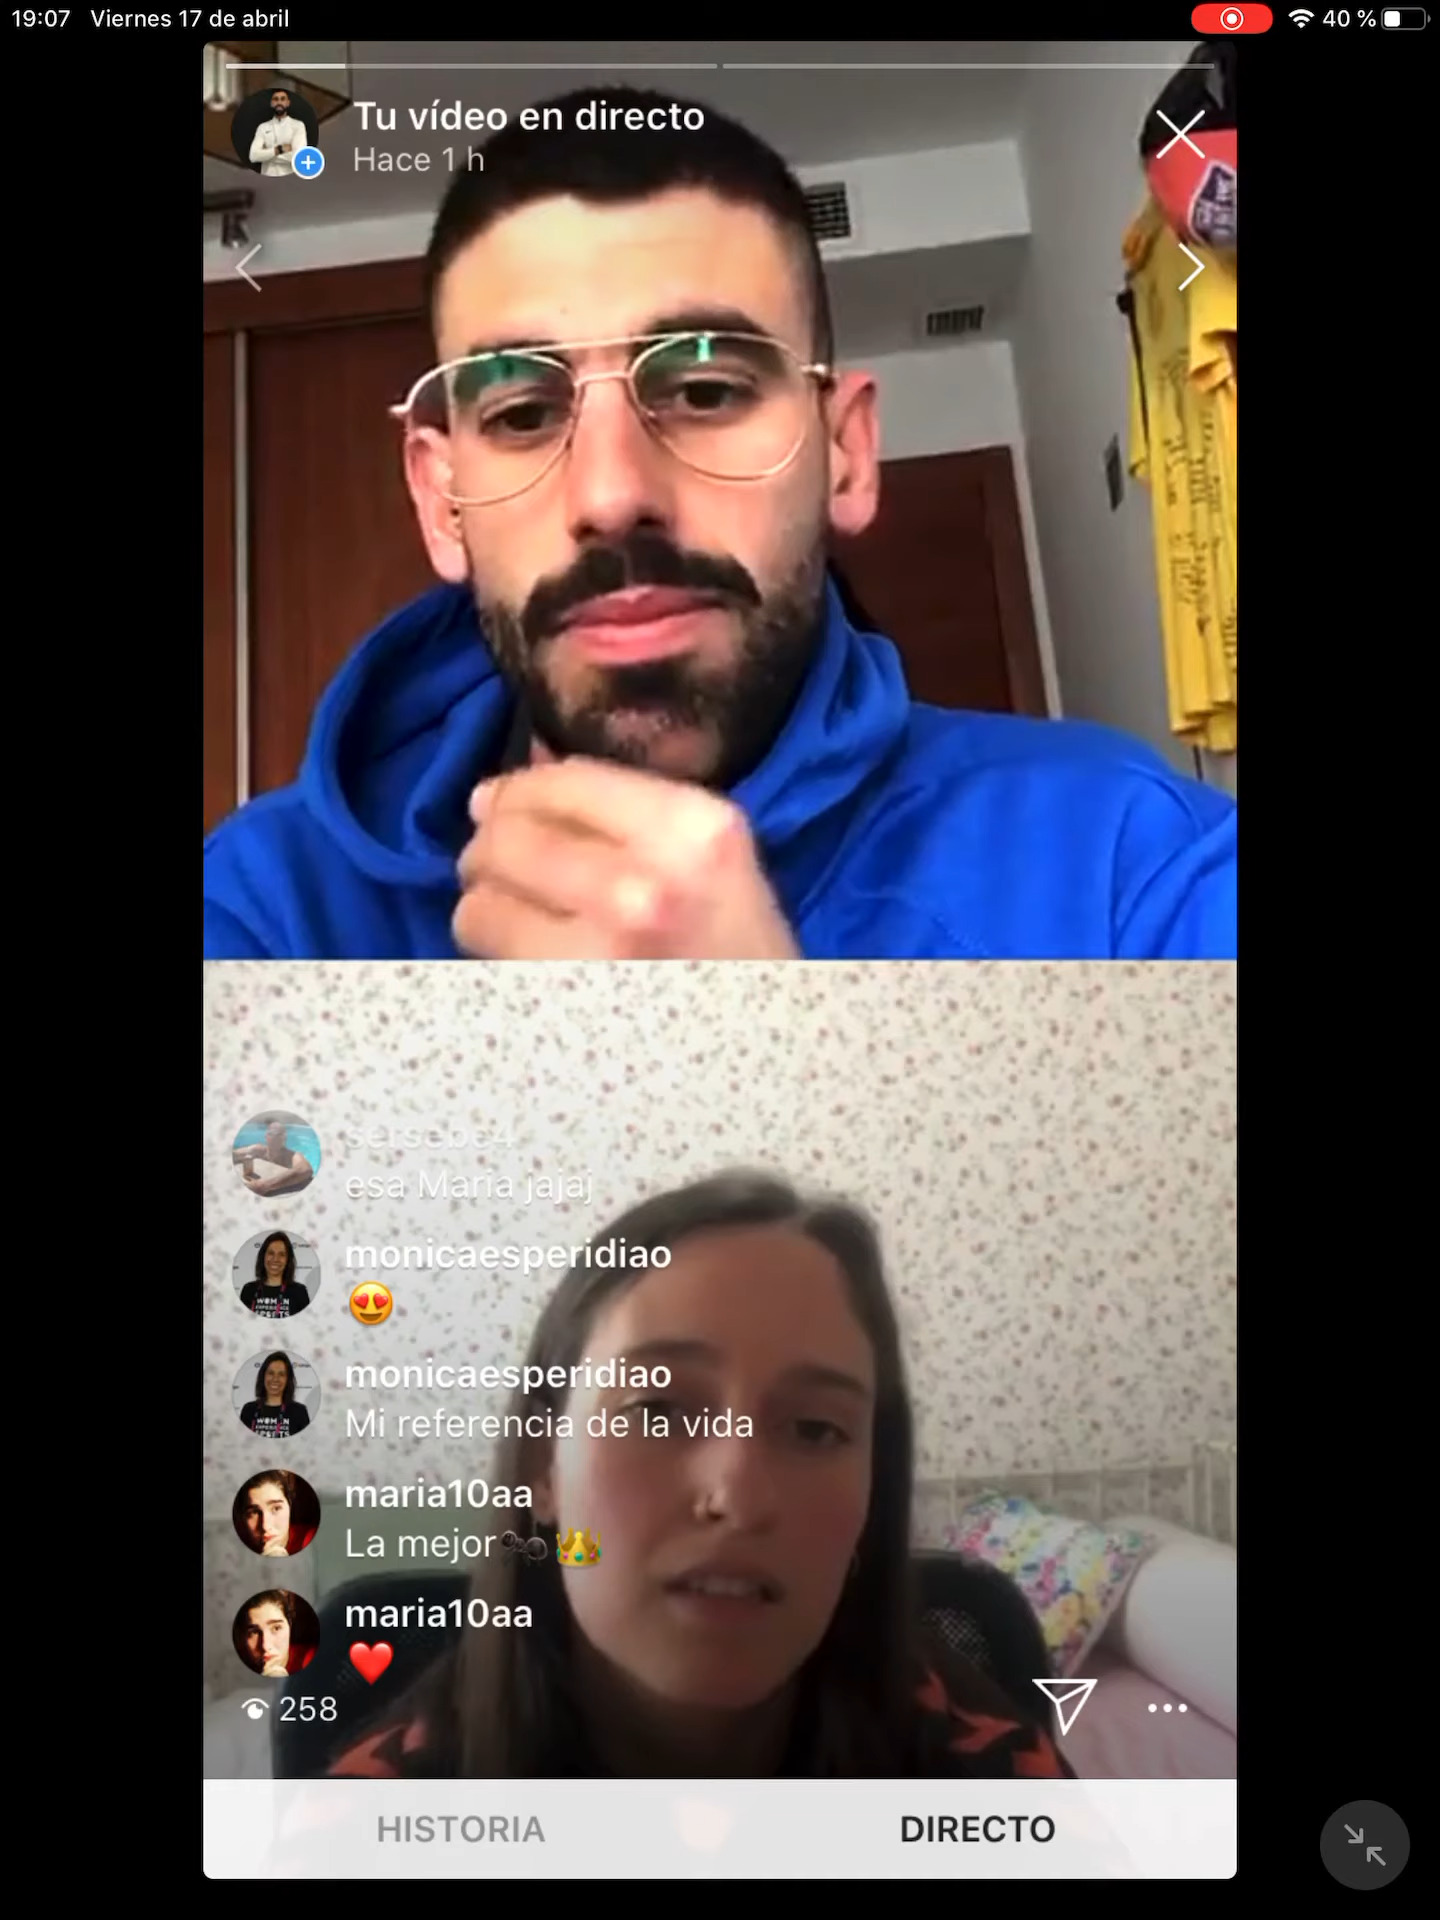 19:07 Viernes 17 de abril
40 %
Tu vídeo en directo
Hace 1 h
sersebe4
esa Maria jajaj
monicaesperidiao
😍
monicaesperidiao
Mi referencia de la vida
maria10aa
La mejor🐜👑
maria10aa
❤️
258
HISTORIA
DIRECTO